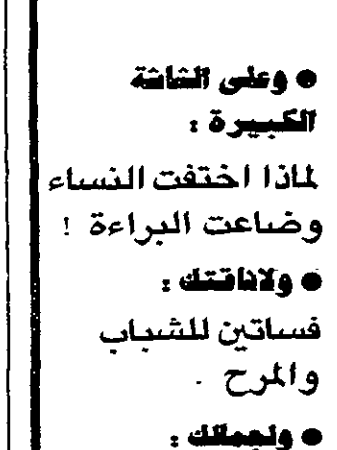 ● وعلى الشاشة
الكبيرة :
لماذا اختفت النساء
وضاعت البراءة !
● ولاناقتك :
فساتين للشباب
والمرح .
● ولجمالك :